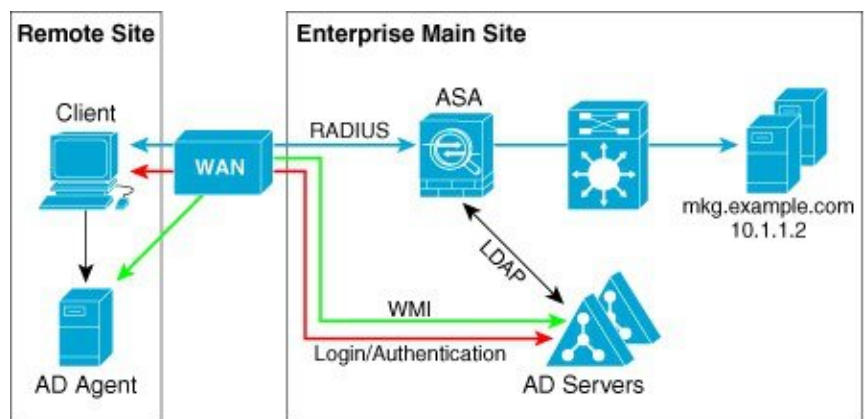 Remote Site
Enterprise Main Site
Client
ASA
RADIUS
WAN
mkg.example.com
10.1.1.2
LDAP
WMI
Login/Authentication
AD Agent
AD Servers